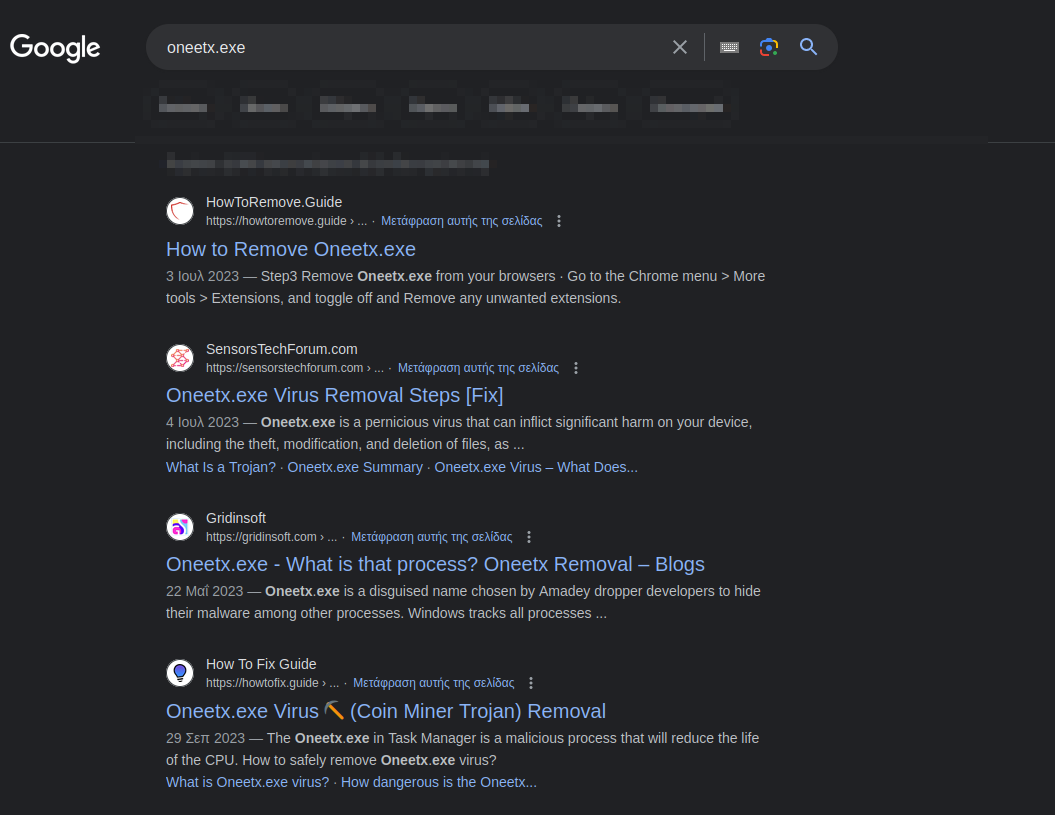 Google
oneetx.exe
HowToRemove.Guide
https://howtoremove.guide › ... · Μετάφραση αυτής της σελίδας
How to Remove Oneetx.exe
3 Ιουλ 2023 — Step3 Remove Oneetx.exe from your browsers · Go to the Chrome menu > More
tools > Extensions, and toggle off and Remove any unwanted extensions.
SensorsTechForum.com
https://sensorstechforum.com › ... · Μετάφραση αυτής της σελίδας
Oneetx.exe Virus Removal Steps [Fix]
4 Ιουλ 2023 — Oneetx.exe is a pernicious virus that can inflict significant harm on your device,
including the theft, modification, and deletion of files, as ...
What Is a Trojan? · Oneetx.exe Summary · Oneetx.exe Virus – What Does...
Gridinsoft
https://gridinsoft.com › ... · Μετάφραση αυτής της σελίδας
Oneetx.exe - What is that process? Oneetx Removal – Blogs
22 Μαΐ 2023 — Oneetx.exe is a disguised name chosen by Amadey dropper developers to hide
their malware among other processes. Windows tracks all processes ...
How To Fix Guide
https://howtofix.guide › ... · Μετάφραση αυτής της σελίδας
Oneetx.exe Virus ⛏ (Coin Miner Trojan) Removal
29 Σεπ 2023 — The Oneetx.exe in Task Manager is a malicious process that will reduce the life
of the CPU. How to safely remove Oneetx.exe virus?
What is Oneetx.exe virus? · How dangerous is the Oneetx...